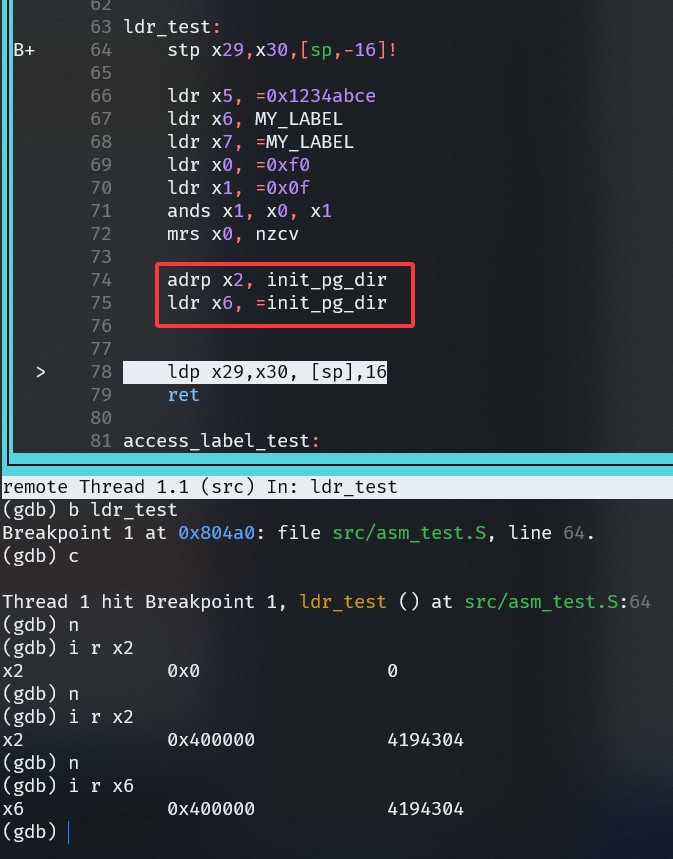 62
63 ldr_test:
B+ 64 stp x29,x30,[sp,-16]!
65
66 ldr x5, =0x1234abce
67 ldr x6, MY_LABEL
68 ldr x7, =MY_LABEL
69 ldr x0, =0xf0
70 ldr x1, =0x0f
71 ands x1, x0, x1
72 mrs x0, nzcv
73
74 adrp x2, init_pg_dir
75 ldr x6, =init_pg_dir
76
77
> 78 ldp x29,x30, [sp],16
79 ret
80
81 access_label_test:
remote Thread 1.1 (src) In: ldr_test
(gdb) b ldr_test
Breakpoint 1 at 0x804a0: file src/asm_test.S, line 64.
(gdb) c
Thread 1 hit Breakpoint 1, ldr_test () at src/asm_test.S:64
(gdb) n
(gdb) i r x2
x2 0x0 0
(gdb) n
(gdb) i r x2
x2 0x400000 4194304
(gdb) n
(gdb) i r x6
x6 0x400000 4194304
(gdb)